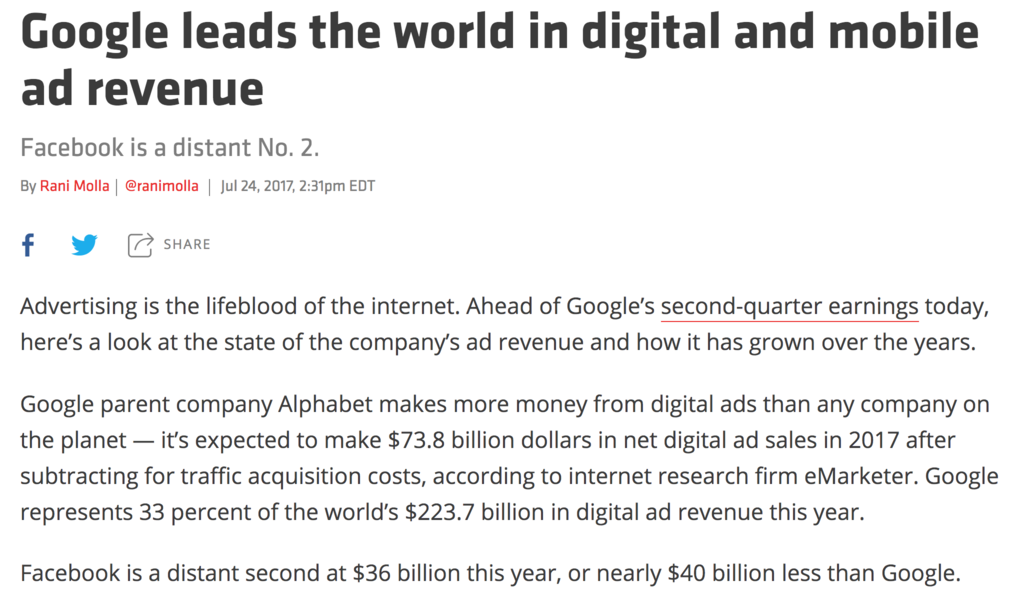 Google leads the world in digital and mobile
ad revenue
Facebook is a distant No. 2.
By Rani Molla | @ranimolla | Jul 24, 2017, 2:31pm EDT
SHARE
Advertising is the lifeblood of the internet. Ahead of Google’s second-quarter earnings today,
here’s a look at the state of the company’s ad revenue and how it has grown over the years.
Google parent company Alphabet makes more money from digital ads than any company on
the planet — it’s expected to make $73.8 billion dollars in net digital ad sales in 2017 after
subtracting for traffic acquisition costs, according to internet research firm eMarketer. Google
represents 33 percent of the world’s $223.7 billion in digital ad revenue this year.
Facebook is a distant second at $36 billion this year, or nearly $40 billion less than Google.